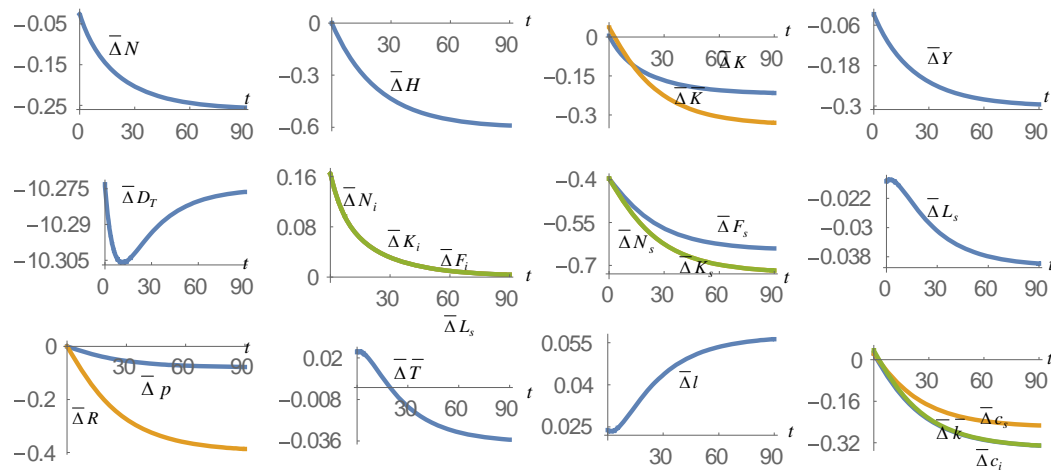 −0.05
−0.15
−0.25
0 30 60 90
t
Δ̄ N
0
−0.3
−0.6
30 60 90
t
Δ̄ H
0
−0.15
−0.3
30 60 90
t
Δ̄ K
Δ̄ K̄
−0.06
−0.18
−0.3
0 30 60 90
t
Δ̄ Y
−10.275
−10.29
−10.305
0 30 60 90
t
Δ̄ D_T
0.16
0.08
0
30 60 90
t
Δ̄ N_i
Δ̄ K_i
Δ̄ F_i
Δ̄ L_s
−0.4
−0.55
−0.7
0 30 60 90
t
Δ̄ F_s
Δ̄ N_s
Δ̄ K_s
−0.022
−0.038
0 30 60 90
t
Δ̄ L_s
0
−0.2
−0.4
30 60 90
t
Δ̄ p
Δ̄ R
0.02
−0.008
−0.036
30 60 90
t
Δ̄ T̄
0.055
0.04
0.025
0 30 60 90
t
Δ̄ l
0
−0.16
−0.32
30 60 90
t
Δ̄ c_s
Δ̄ k̄
Δ̄ c_i